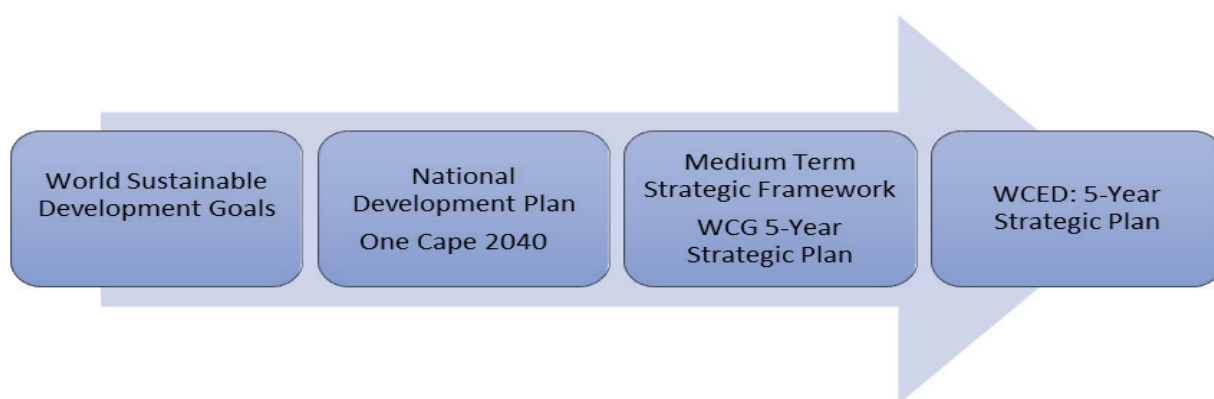 World Sustainable
Development Goals
National
Development Plan
One Cape 2040
Medium Term
Strategic Framework
WCG 5-Year
Strategic Plan
WCED: 5-Year
Strategic Plan